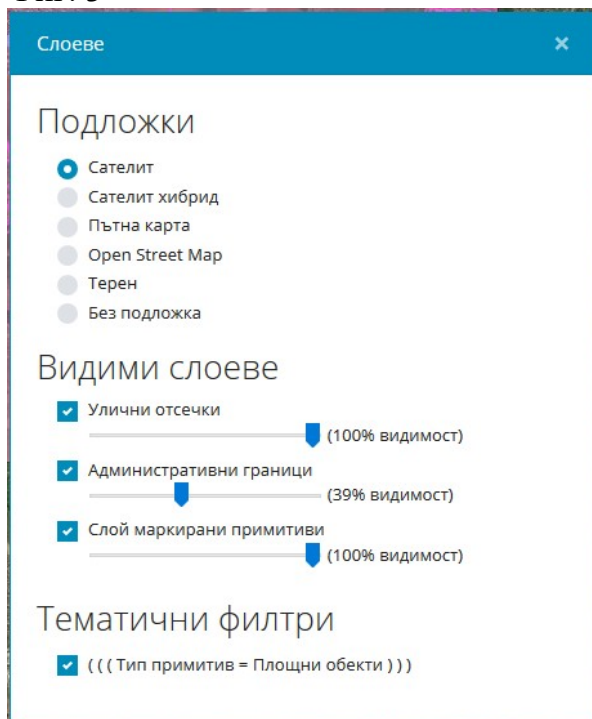 Слоеве ×
Подложки
Сателит
Сателит хибрид
Пътна карта
Open Street Map
Терен
Без подложка
Видими слоеве
Улични отсечки
(100% видимост)
Административни граници
(39% видимост)
Слой маркирани примитиви
(100% видимост)
Тематични филтри
( ( ( Тип примитив = Площни обекти ) ) )